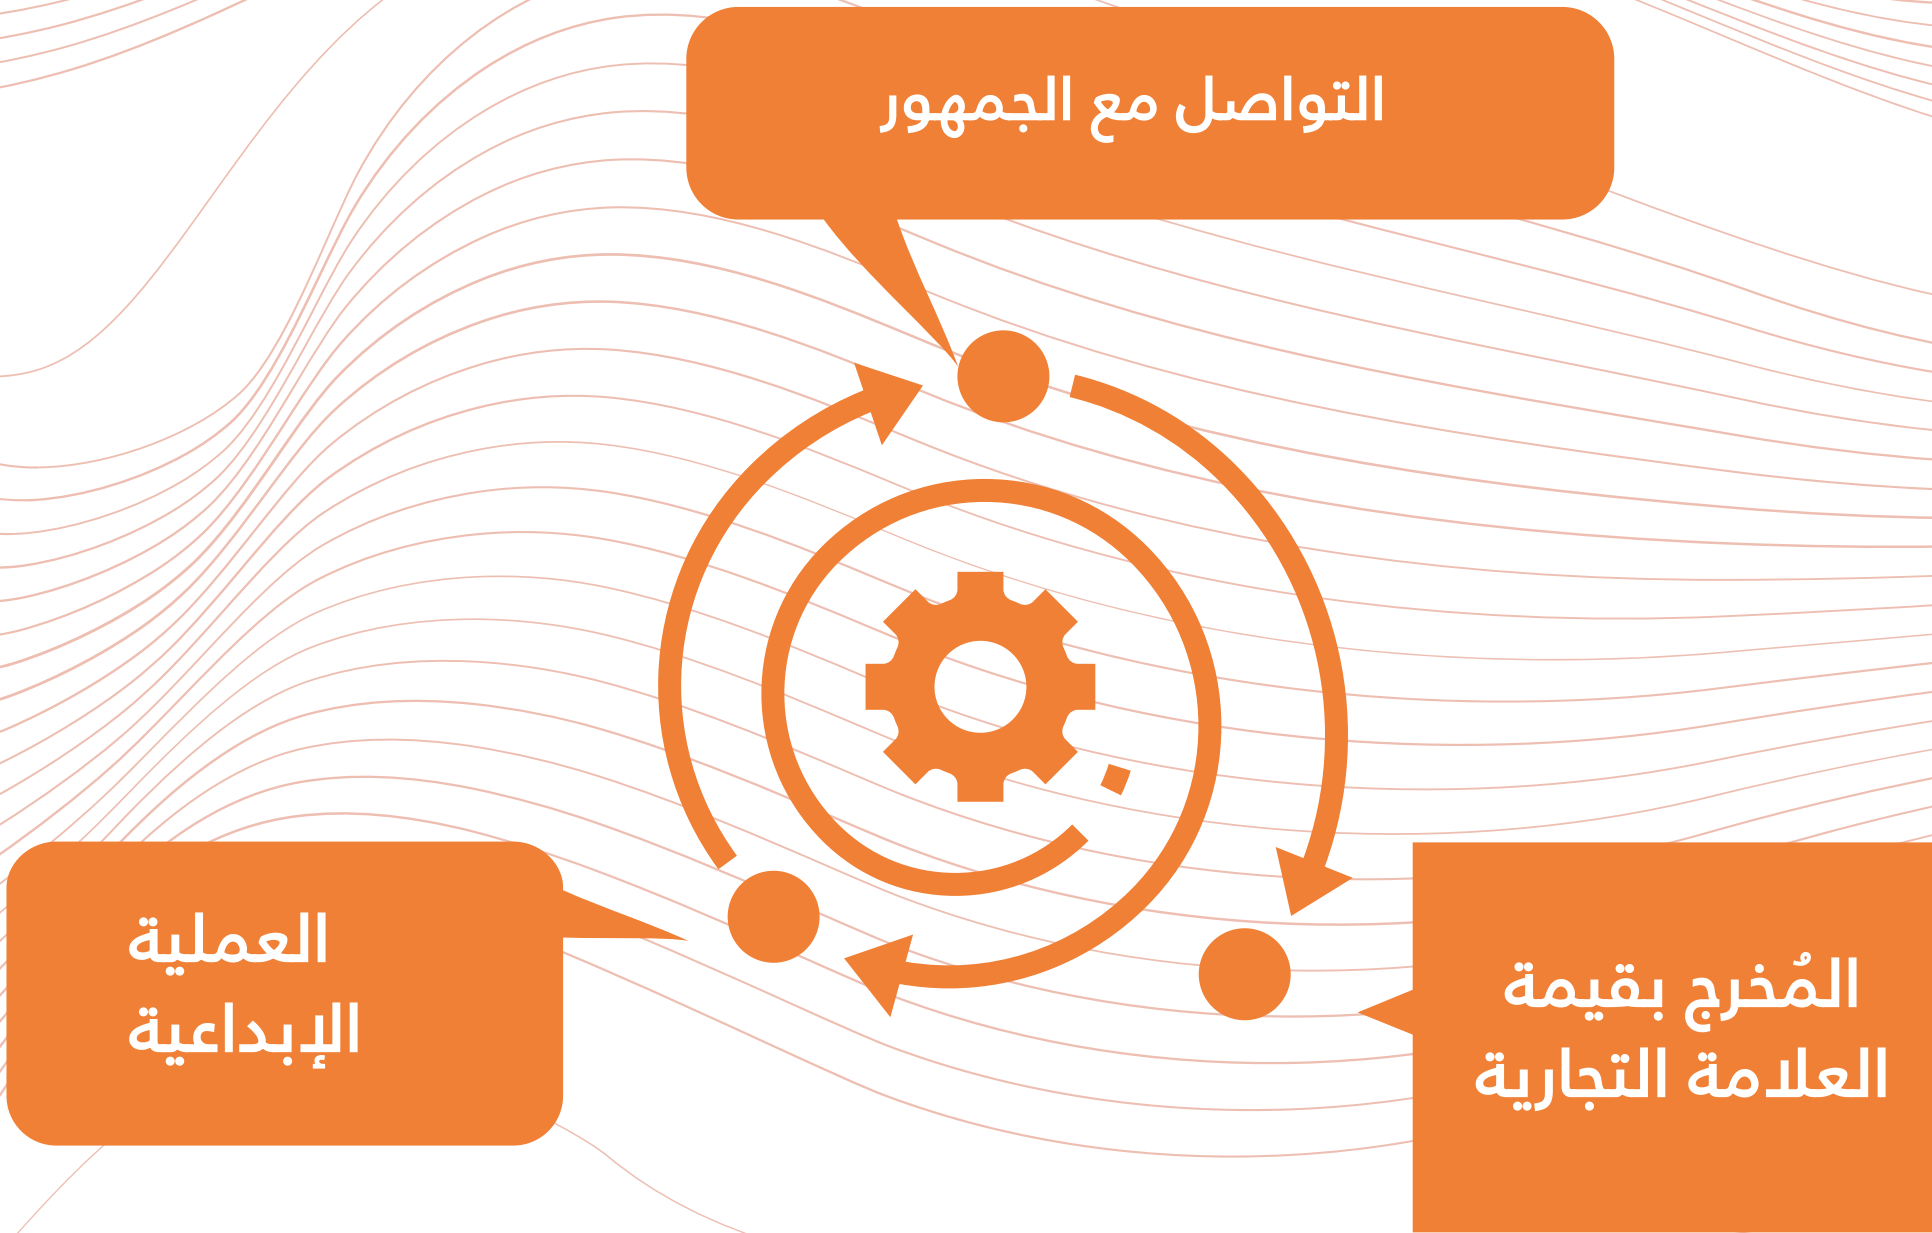 التواصل مع الجمهور
المُخرج بقيمة
العلامة التجارية
العملية
الإبداعية